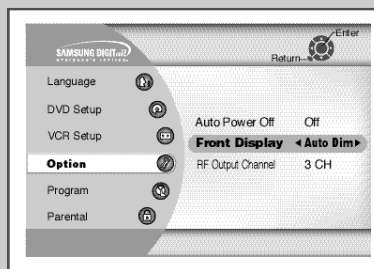 Enter
SAMSUNG DIGITall
Return
Language
DVD Setup
VCR Setup
Option
Program
Parental
Auto Power Off Off
Front Display ◄ Auto Dim►
RF Output Channel 3 CH